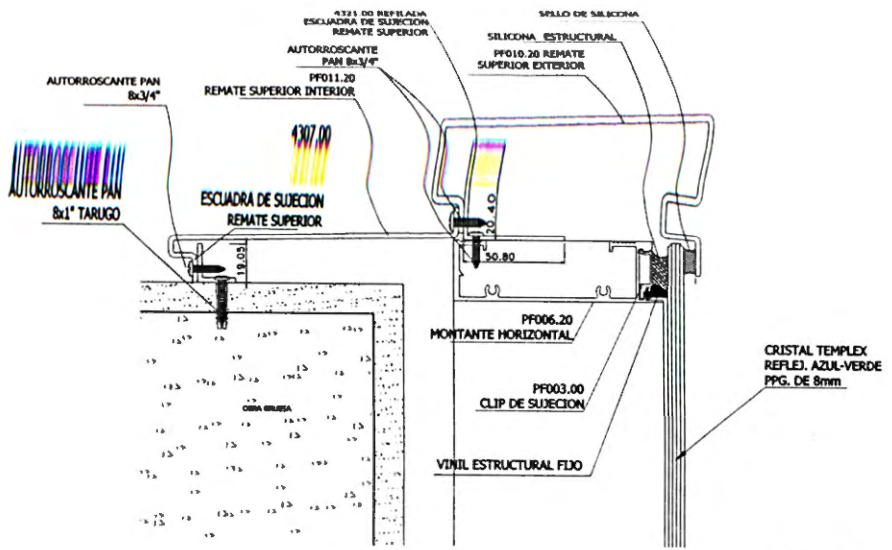 4321.00 REFILADA
ESCUADRA DE SUJECION
REMATE SUPERIOR
SELLO DE SILICONA
SILICONA ESTRUCTURAL
AUTORROSCANTE
PAN 8x3/4"
PF010.20 REMATE
SUPERIOR EXTERIOR
AUTORROSCANTE PAN
8x3/4"
PF011.20
REMATE SUPERIOR INTERIOR
4307.00
AUTORROSCANTE PAN
8x1" TARUGO
ESCUADRA DE SUJECION
REMATE SUPERIOR
20.40
19.05
50.80
PF006.20
MONTANTE HORIZONTAL
CRISTAL TEMPLEX
REFLEJ. AZUL-VERDE
PPG. DE 8mm
PF003.00
CLIP DE SUJECION
OBRA GRUESA
VINIL ESTRUCTURAL FIJO